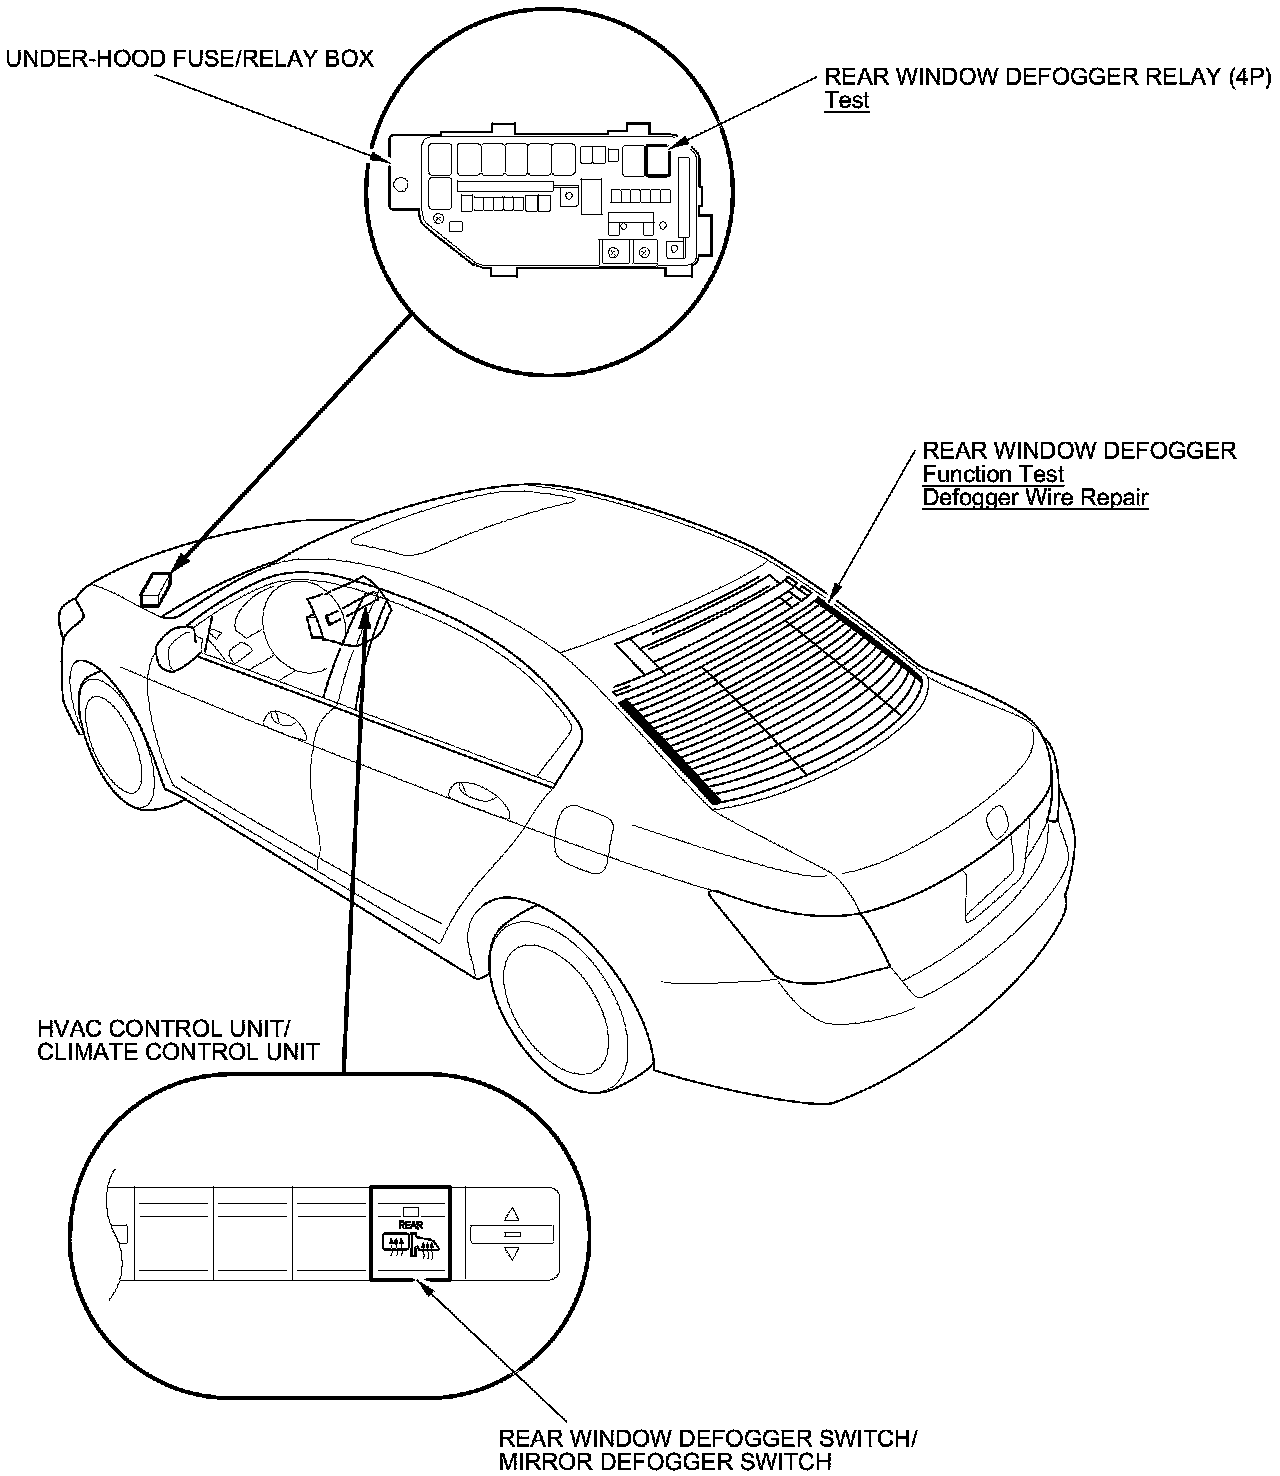 UNDER-HOOD FUSE/RELAY BOX
REAR WINDOW DEFOGGER RELAY (4P)
Test
REAR WINDOW DEFOGGER
Function Test
Defogger Wire Repair
HVAC CONTROL UNIT/
CLIMATE CONTROL UNIT
REAR
REAR WINDOW DEFOGGER SWITCH/
MIRROR DEFOGGER SWITCH